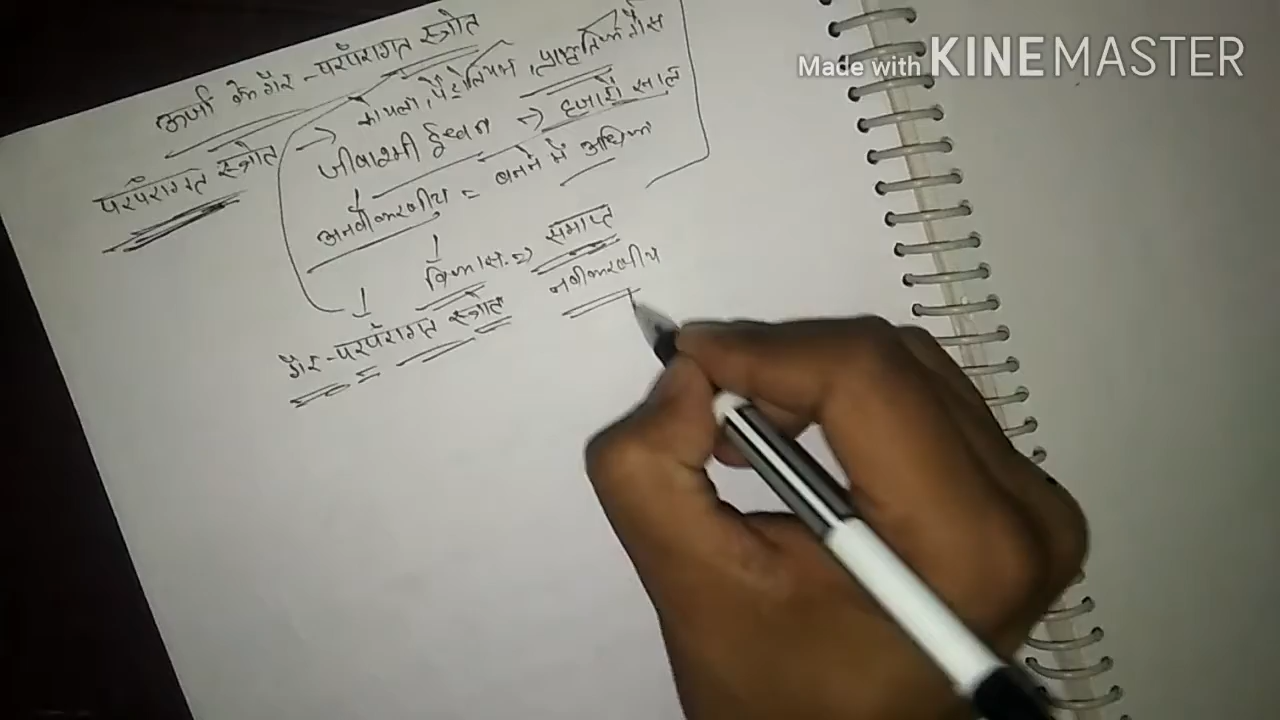 ऊर्जा के गैर-परंपरागत स्त्रोत
परंपरागत स्त्रोत
→ कोयला, पैट्रोलियम, प्राकृतिक गैस
जीवाश्मी ईंधन → हजारों साल
अनवीकरणीय = बनने में अधिक
विकास ⇒ समाप्त
गैर-परंपरागत स्त्रोत
नवीकरणीय
Made with KINEMASTER